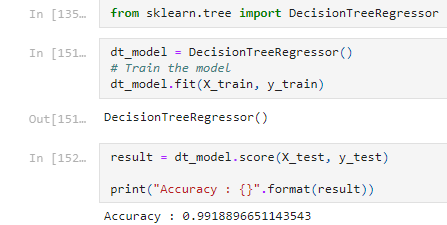 In [135… from sklearn.tree import DecisionTreeRegressor
In [151… dt_model = DecisionTreeRegressor()
# Train the model
dt_model.fit(X_train, y_train)
Out[151… DecisionTreeRegressor()
In [152… result = dt_model.score(X_test, y_test)
print("Accuracy : {}".format(result))
Accuracy : 0.9918896651143543